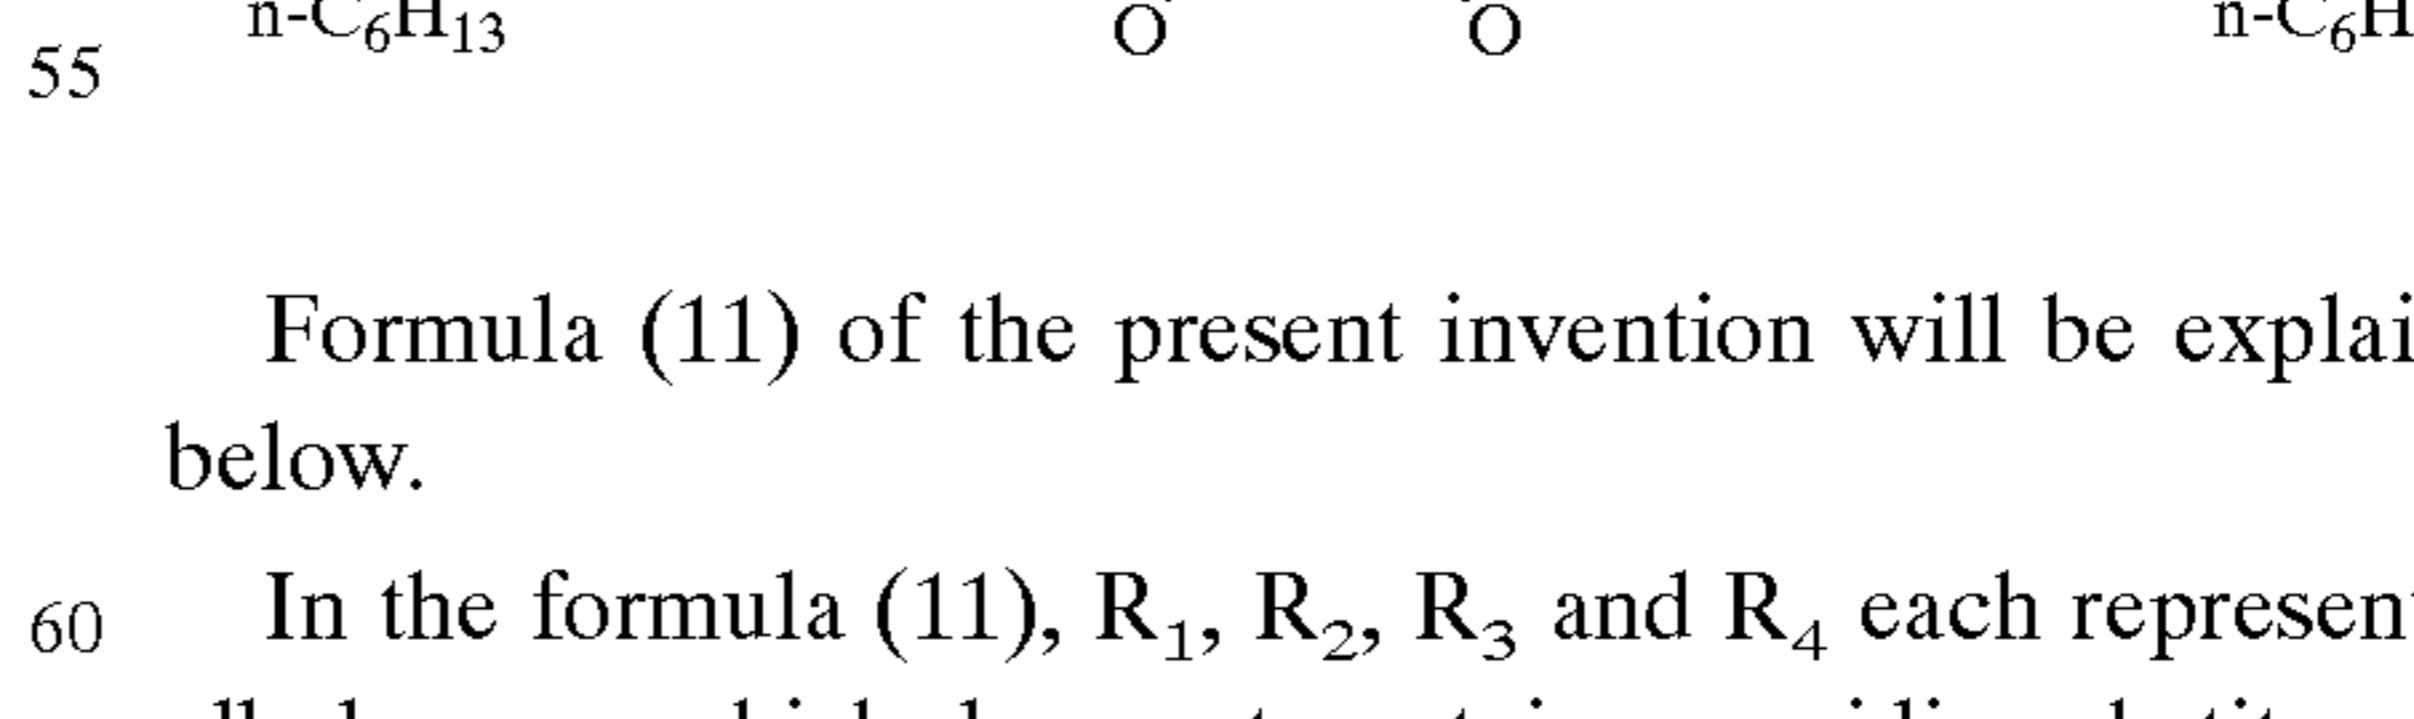 n-C₆H₁₃ O O n-C₆H
55
Formula (11) of the present invention will be explai
below.
60 In the formula (11), R₁, R₂, R₃ and R₄ each represent